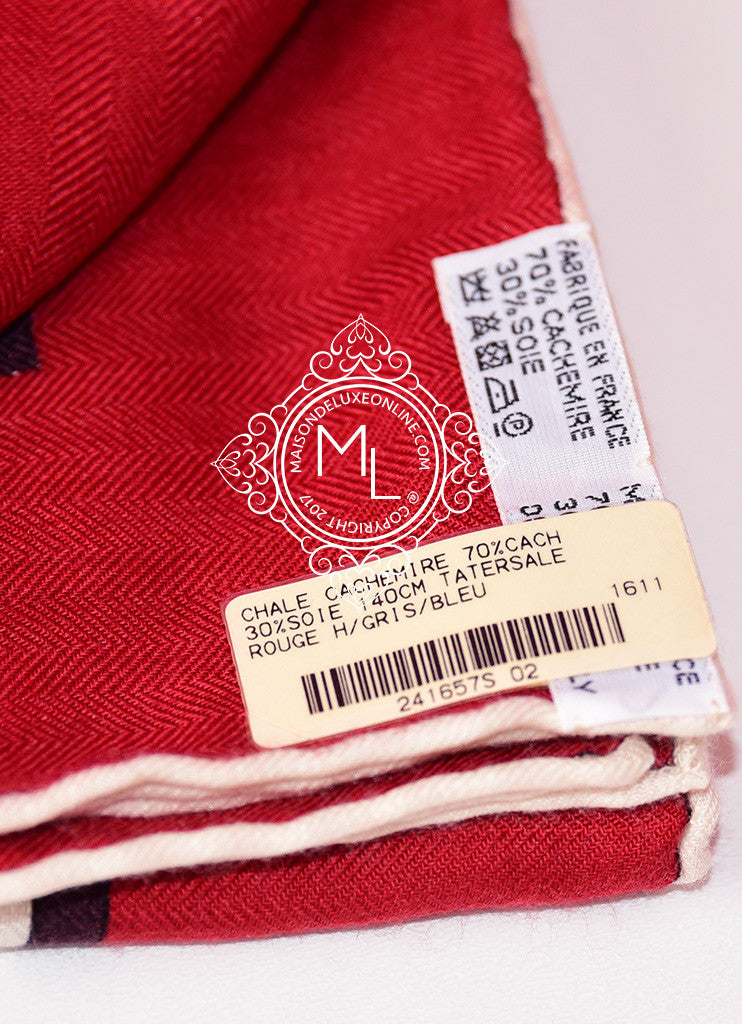 FABRIQUE EN FRANCE
70% CACHEMIRE
30% SOIE
MAISONDELUXEONLINE.COM
ML
@ COPYRIGHT 2017
CHALE CACHEMIRE 70%CACH
30%SOIE 140CM TATERSALE
ROUGE H/GRIS/BLEU 1611
241657S 02